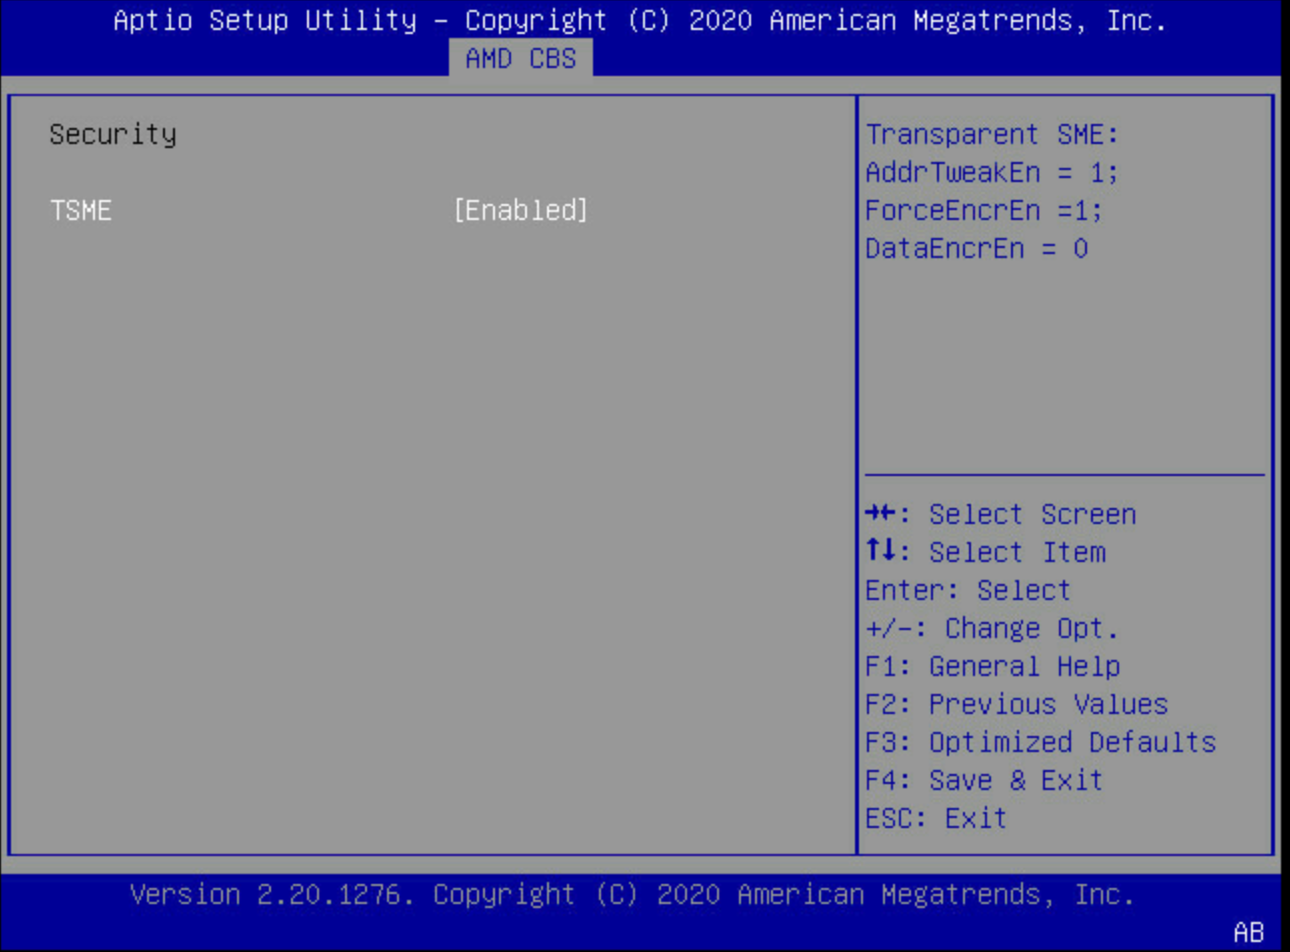 Aptio Setup Utility – Copyright (C) 2020 American Megatrends, Inc.
AMD CBS
Security
TSME [Enabled]
Transparent SME:
AddrTweakEn = 1;
ForceEncrEn =1;
DataEncrEn = 0
→←: Select Screen
↑↓: Select Item
Enter: Select
+/-: Change Opt.
F1: General Help
F2: Previous Values
F3: Optimized Defaults
F4: Save & Exit
ESC: Exit
Version 2.20.1276. Copyright (C) 2020 American Megatrends, Inc.
AB